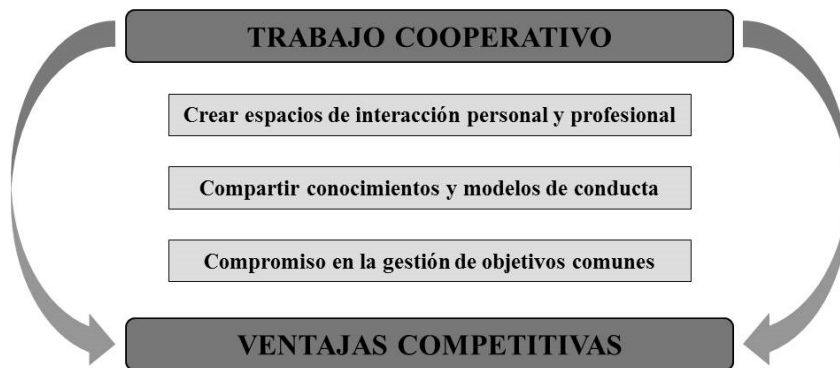 TRABAJO COOPERATIVO
Crear espacios de interacción personal y profesional
Compartir conocimientos y modelos de conducta
Compromiso en la gestión de objetivos comunes
VENTAJAS COMPETITIVAS